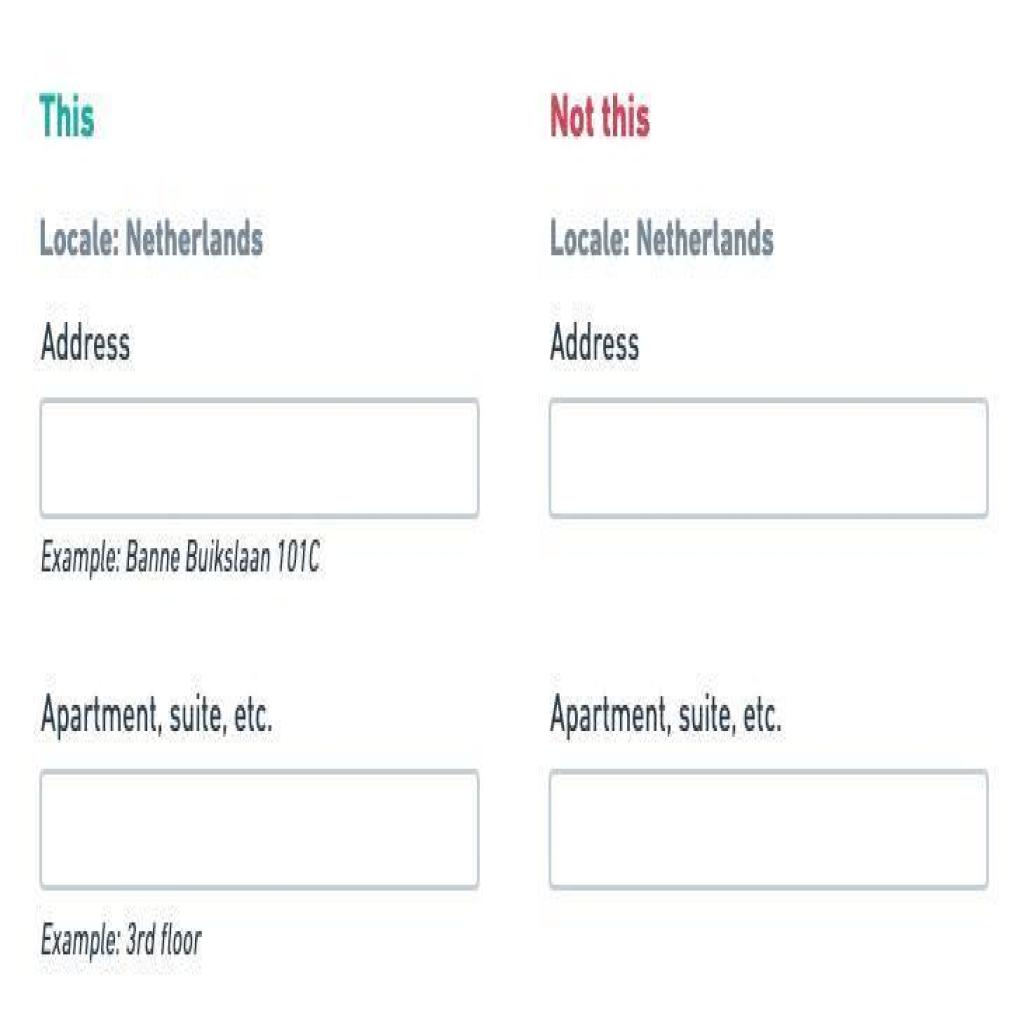 This
Locale: Netherlands
Address
Example: Banne Buikslaan 101C
Apartment, suite, etc.
Example: 3rd floor
Not this
Locale: Netherlands
Address
Apartment, suite, etc.